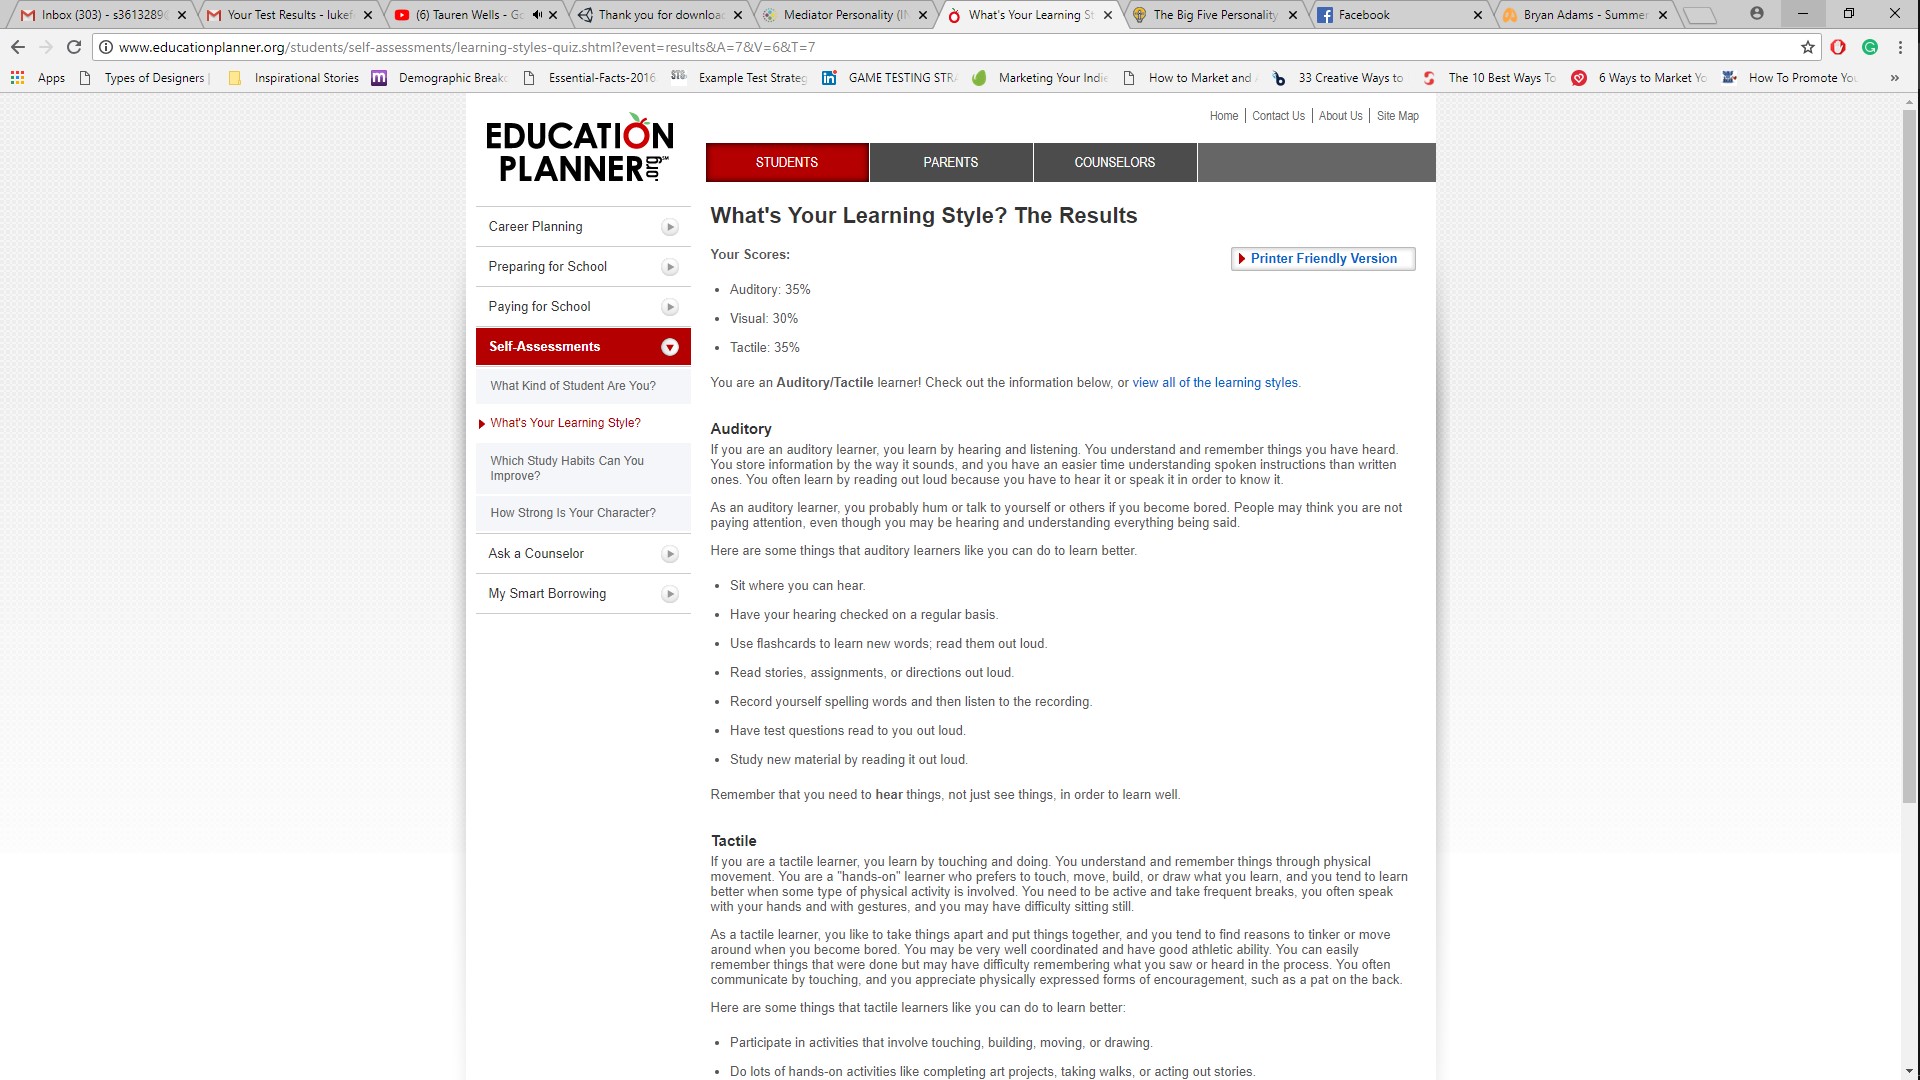 Inbox (303) - s3613289
Your Test Results - lukef
(6) Tauren Wells - Go
Thank you for downloa
Mediator Personality (I
What's Your Learning St
The Big Five Personality
Facebook
Bryan Adams - Summer
www.educationplanner.org/students/self-assessments/learning-styles-quiz.shtml?event=results&A=7&V=6&T=7
Apps
Types of Designers |
Inspirational Stories
Demographic Break
Essential-Facts-2016
Example Test Strateg
GAME TESTING STR
Marketing Your Indie
How to Market and
33 Creative Ways to
The 10 Best Ways To
6 Ways to Market Yo
How To Promote You
»
Home | Contact Us | About Us | Site Map
EDUCATION
PLANNER.org
STUDENTS
PARENTS
COUNSELORS
Career Planning
Preparing for School
Paying for School
Self-Assessments
What Kind of Student Are You?
What's Your Learning Style?
Which Study Habits Can You
Improve?
How Strong Is Your Character?
Ask a Counselor
My Smart Borrowing
What's Your Learning Style? The Results
Your Scores:
Printer Friendly Version
• Auditory: 35%
• Visual: 30%
• Tactile: 35%
You are an Auditory/Tactile learner! Check out the information below, or view all of the learning styles.
Auditory
If you are an auditory learner, you learn by hearing and listening. You understand and remember things you have heard.
You store information by the way it sounds, and you have an easier time understanding spoken instructions than written
ones. You often learn by reading out loud because you have to hear it or speak it in order to know it.
As an auditory learner, you probably hum or talk to yourself or others if you become bored. People may think you are not
paying attention, even though you may be hearing and understanding everything being said.
Here are some things that auditory learners like you can do to learn better.
• Sit where you can hear.
• Have your hearing checked on a regular basis.
• Use flashcards to learn new words; read them out loud.
• Read stories, assignments, or directions out loud.
• Record yourself spelling words and then listen to the recording.
• Have test questions read to you out loud.
• Study new material by reading it out loud.
Remember that you need to hear things, not just see things, in order to learn well.
Tactile
If you are a tactile learner, you learn by touching and doing. You understand and remember things through physical
movement. You are a "hands-on" learner who prefers to touch, move, build, or draw what you learn, and you tend to learn
better when some type of physical activity is involved. You need to be active and take frequent breaks, you often speak
with your hands and with gestures, and you may have difficulty sitting still.
As a tactile learner, you like to take things apart and put things together, and you tend to find reasons to tinker or move
around when you become bored. You may be very well coordinated and have good athletic ability. You can easily
remember things that were done but may have difficulty remembering what you saw or heard in the process. You often
communicate by touching, and you appreciate physically expressed forms of encouragement, such as a pat on the back.
Here are some things that tactile learners like you can do to learn better:
• Participate in activities that involve touching, building, moving, or drawing.
• Do lots of hands-on activities like completing art projects, taking walks, or acting out stories.